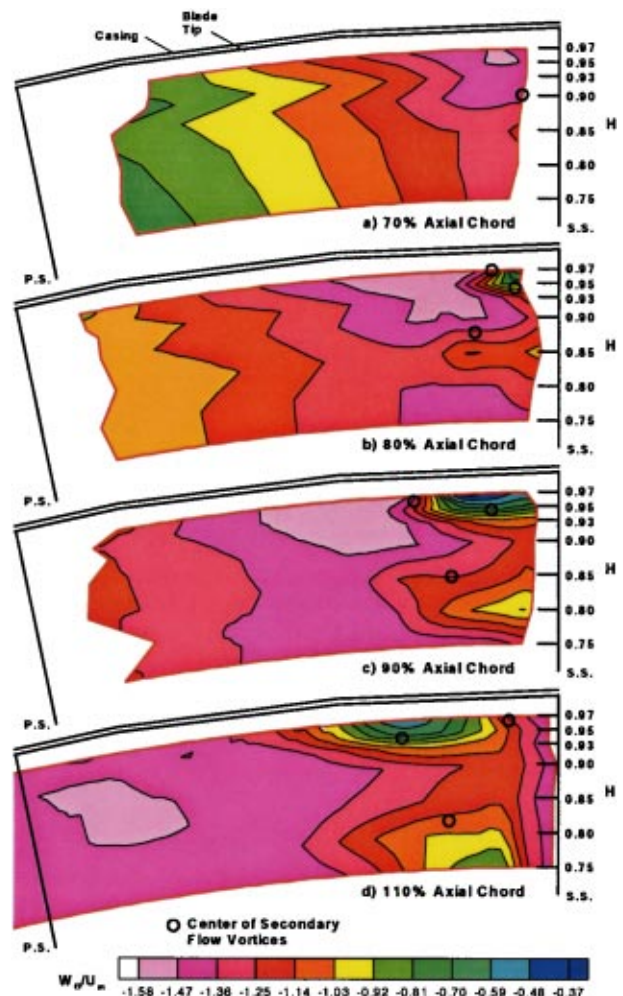 Blade
Tip
Casing
0.97
0.95
0.93
0.90
0.85
H
0.80
0.75
a) 70% Axial Chord
S.S.
P.S.
0.97
0.95
0.93
0.90
H
0.85
0.80
0.75
b) 80% Axial Chord
S.S.
P.S.
0.97
0.95
0.93
0.90
0.85
H
0.80
0.75
c) 90% Axial Chord
S.S.
P.S.
0.97
0.95
0.93
0.90
0.85
H
0.80
0.75
d) 110% Axial Chord
S.S.
Center of Secondary
Flow Vortices
P.S.
-1.58 -1.47 -1.36 -1.25 -1.14 -1.03 -0.92 -0.81 -0.70 -0.59 -0.48 -0.37